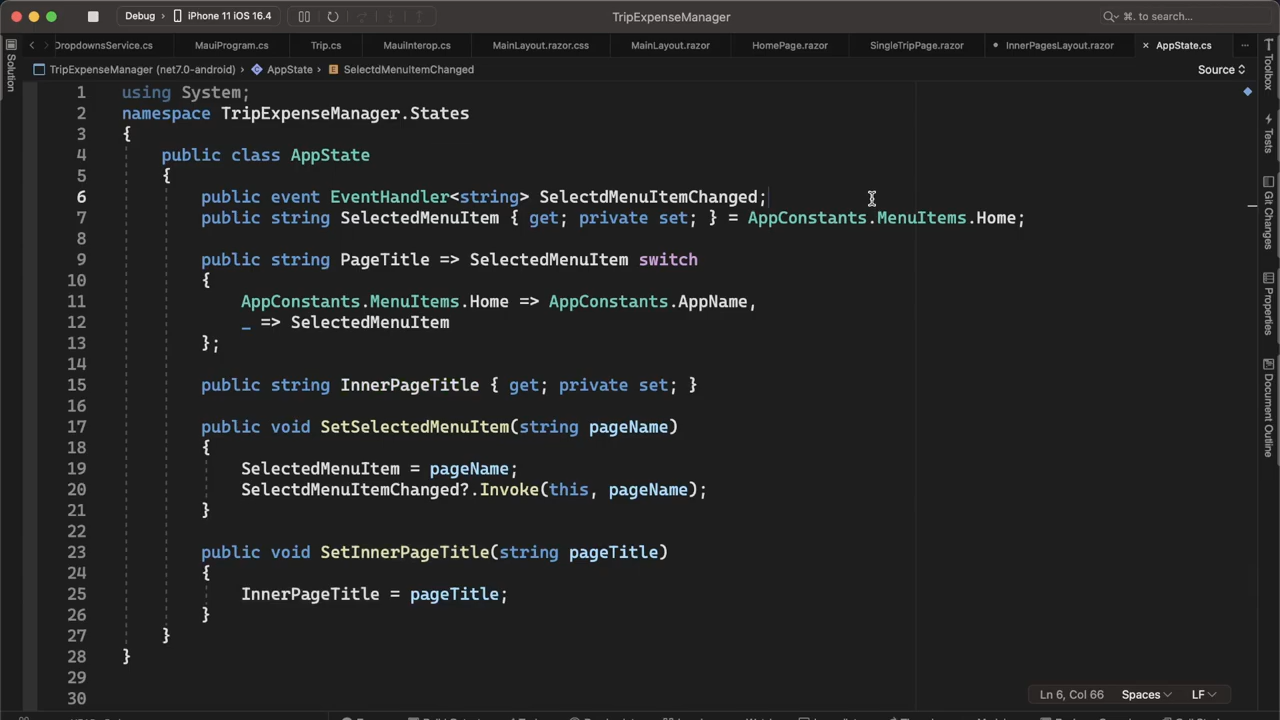 Debug
iPhone 11 iOS 16.4
TripExpenseManager
⌘. to search...
DropdownsService.cs
MauiProgram.cs
Trip.cs
MauiInterop.cs
MainLayout.razor.css
MainLayout.razor
HomePage.razor
SingleTripPage.razor
InnerPagesLayout.razor
AppState.cs
TripExpenseManager (net7.0-android)
AppState
SelectdMenuItemChanged
Source
Solution
Toolbox
Tests
Git Changes
Properties
Document Outline
1 using System;
2 namespace TripExpenseManager.States
3 {
4 public class AppState
5 {
6 public event EventHandler<string> SelectdMenuItemChanged;
7 public string SelectedMenuItem { get; private set; } = AppConstants.MenuItems.Home;
8
9 public string PageTitle => SelectedMenuItem switch
10 {
11 AppConstants.MenuItems.Home => AppConstants.AppName,
12 _ => SelectedMenuItem
13 };
14
15 public string InnerPageTitle { get; private set; }
16
17 public void SetSelectedMenuItem(string pageName)
18 {
19 SelectedMenuItem = pageName;
20 SelectdMenuItemChanged?.Invoke(this, pageName);
21 }
22
23 public void SetInnerPageTitle(string pageTitle)
24 {
25 InnerPageTitle = pageTitle;
26 }
27 }
28 }
29
30
Ln 6, Col 66
Spaces
LF